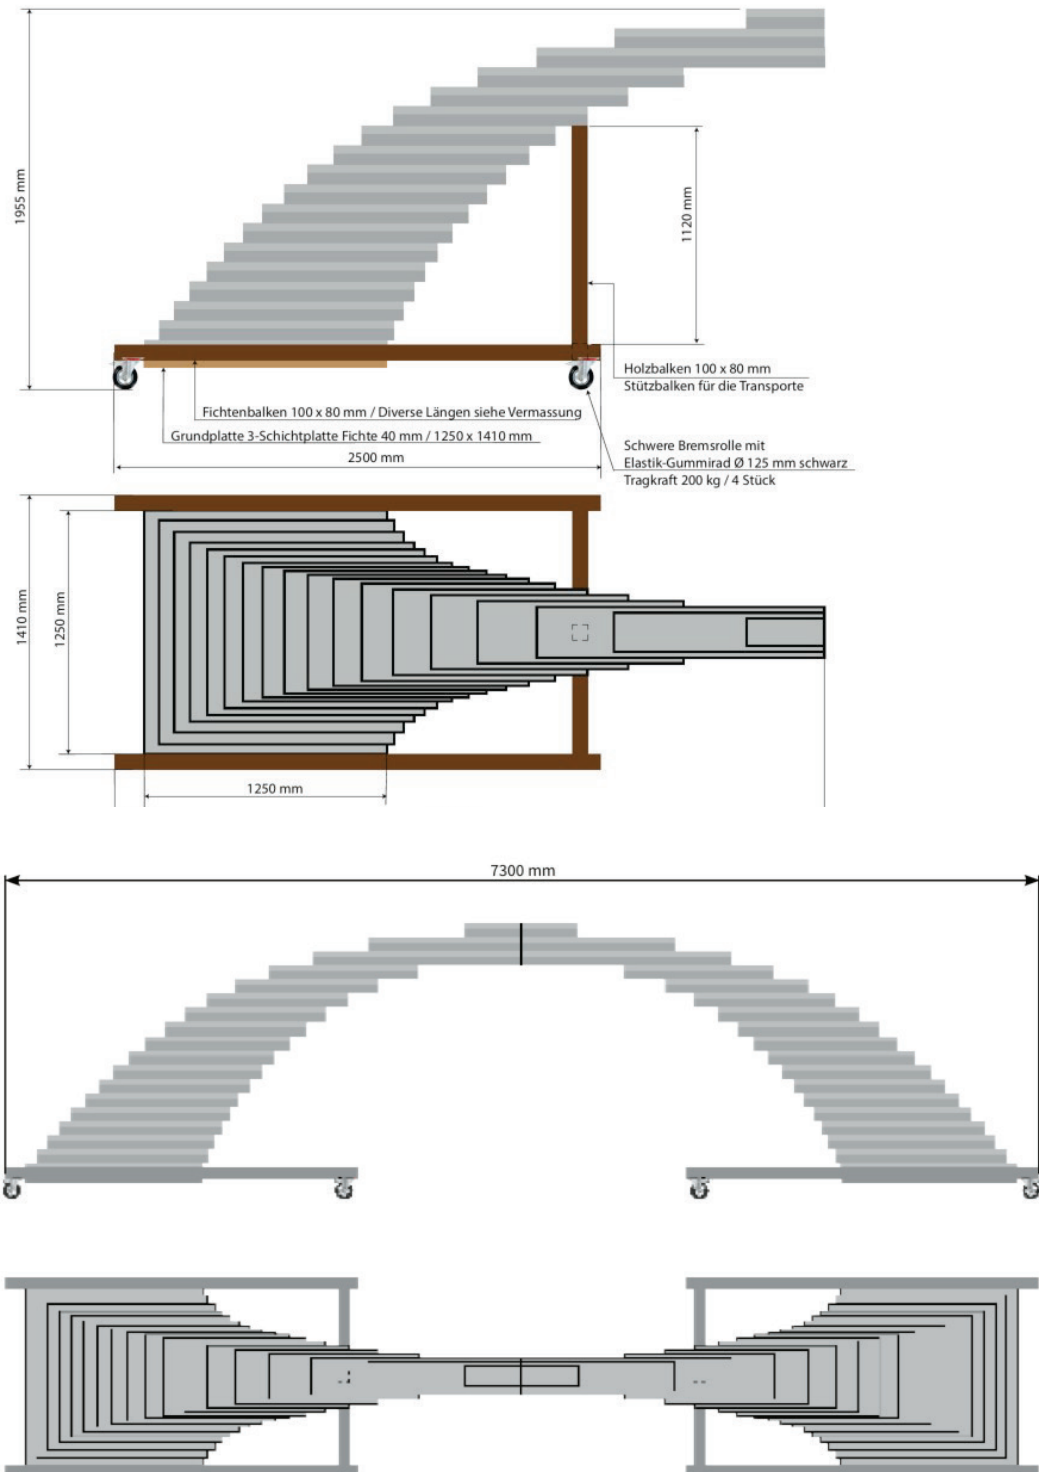 1955 mm
1120 mm
Holzbalken 100 x 80 mm
Stützbalken für die Transporte
Fichtenbalken 100 x 80 mm / Diverse Längen siehe Vermassung
Grundplatte 3-Schichtplatte Fichte 40 mm / 1250 x 1410 mm
2500 mm
Schwere Bremsrolle mit
Elastik-Gummirad Ø 125 mm schwarz
Tragkraft 200 kg / 4 Stück
1410 mm
1250 mm
1250 mm
7300 mm